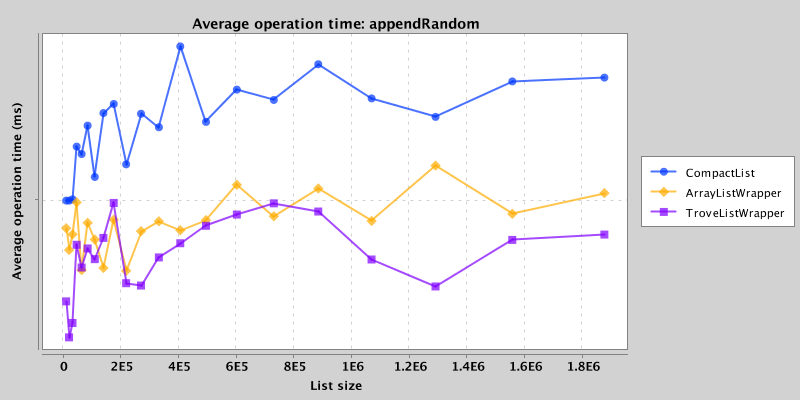 Average operation time: appendRandom
Average operation time (ms)
CompactList
ArrayListWrapper
TroveListWrapper
0 2E5 4E5 6E5 8E5 1E6 1.2E6 1.4E6 1.6E6 1.8E6
List size